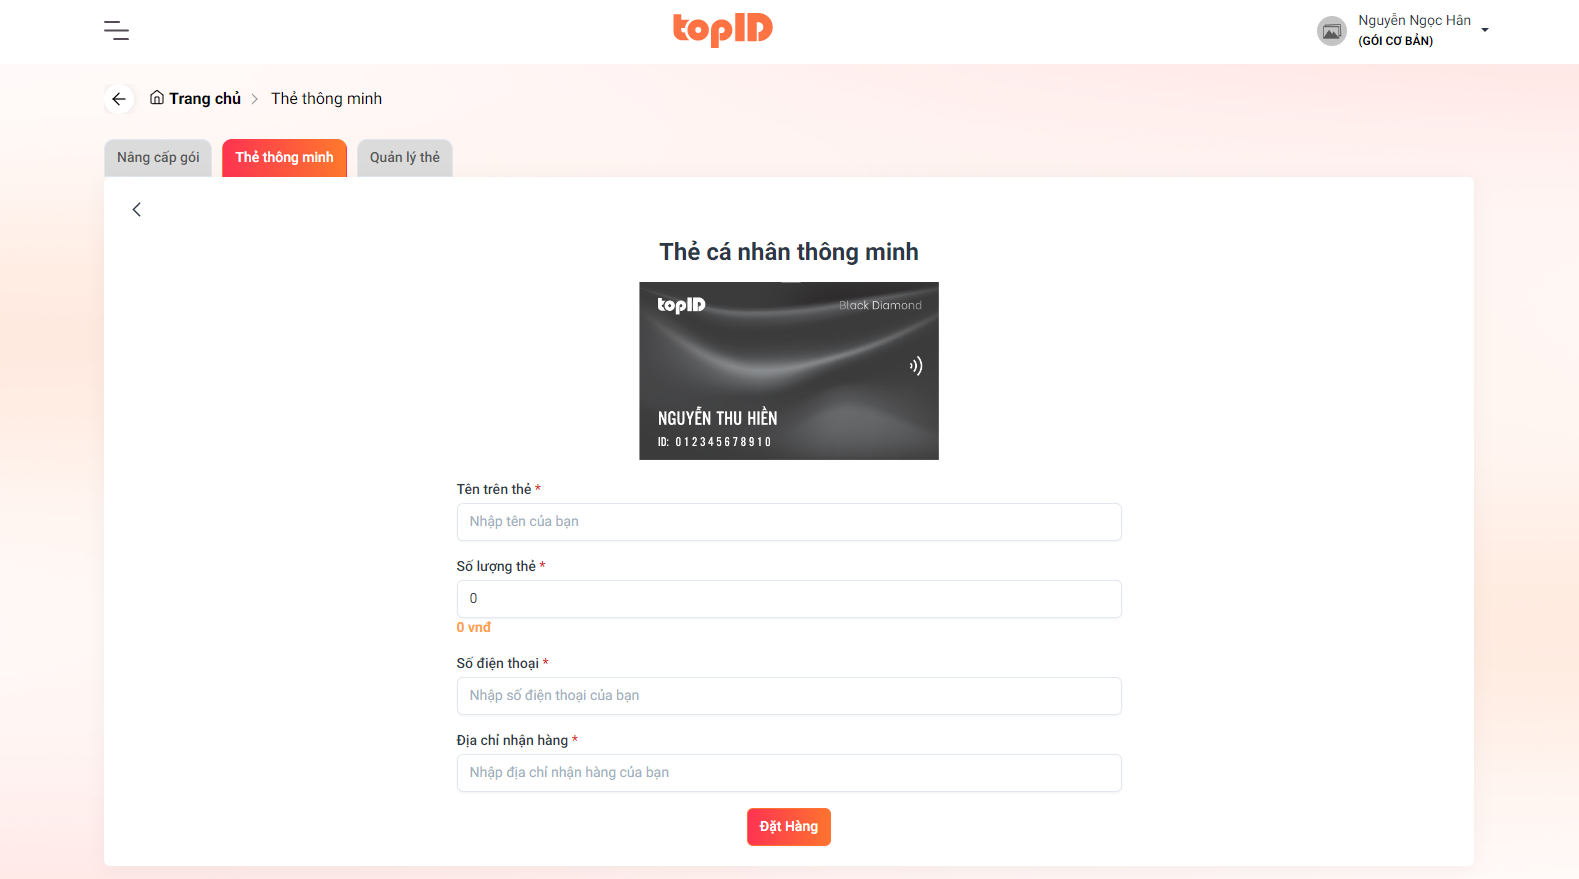 topID
Nguyễn Ngọc Hân
(GÓI CƠ BẢN)
Trang chủ > Thẻ thông minh
Nâng cấp gói
Thẻ thông minh
Quản lý thẻ
Thẻ cá nhân thông minh
topID
Black Diamond
NGUYỄN THU HIỀN
ID: 012345678910
Tên trên thẻ *
Nhập tên của bạn
Số lượng thẻ *
0
0 vnđ
Số điện thoại *
Nhập số điện thoại của bạn
Địa chỉ nhận hàng *
Nhập địa chỉ nhận hàng của bạn
Đặt Hàng